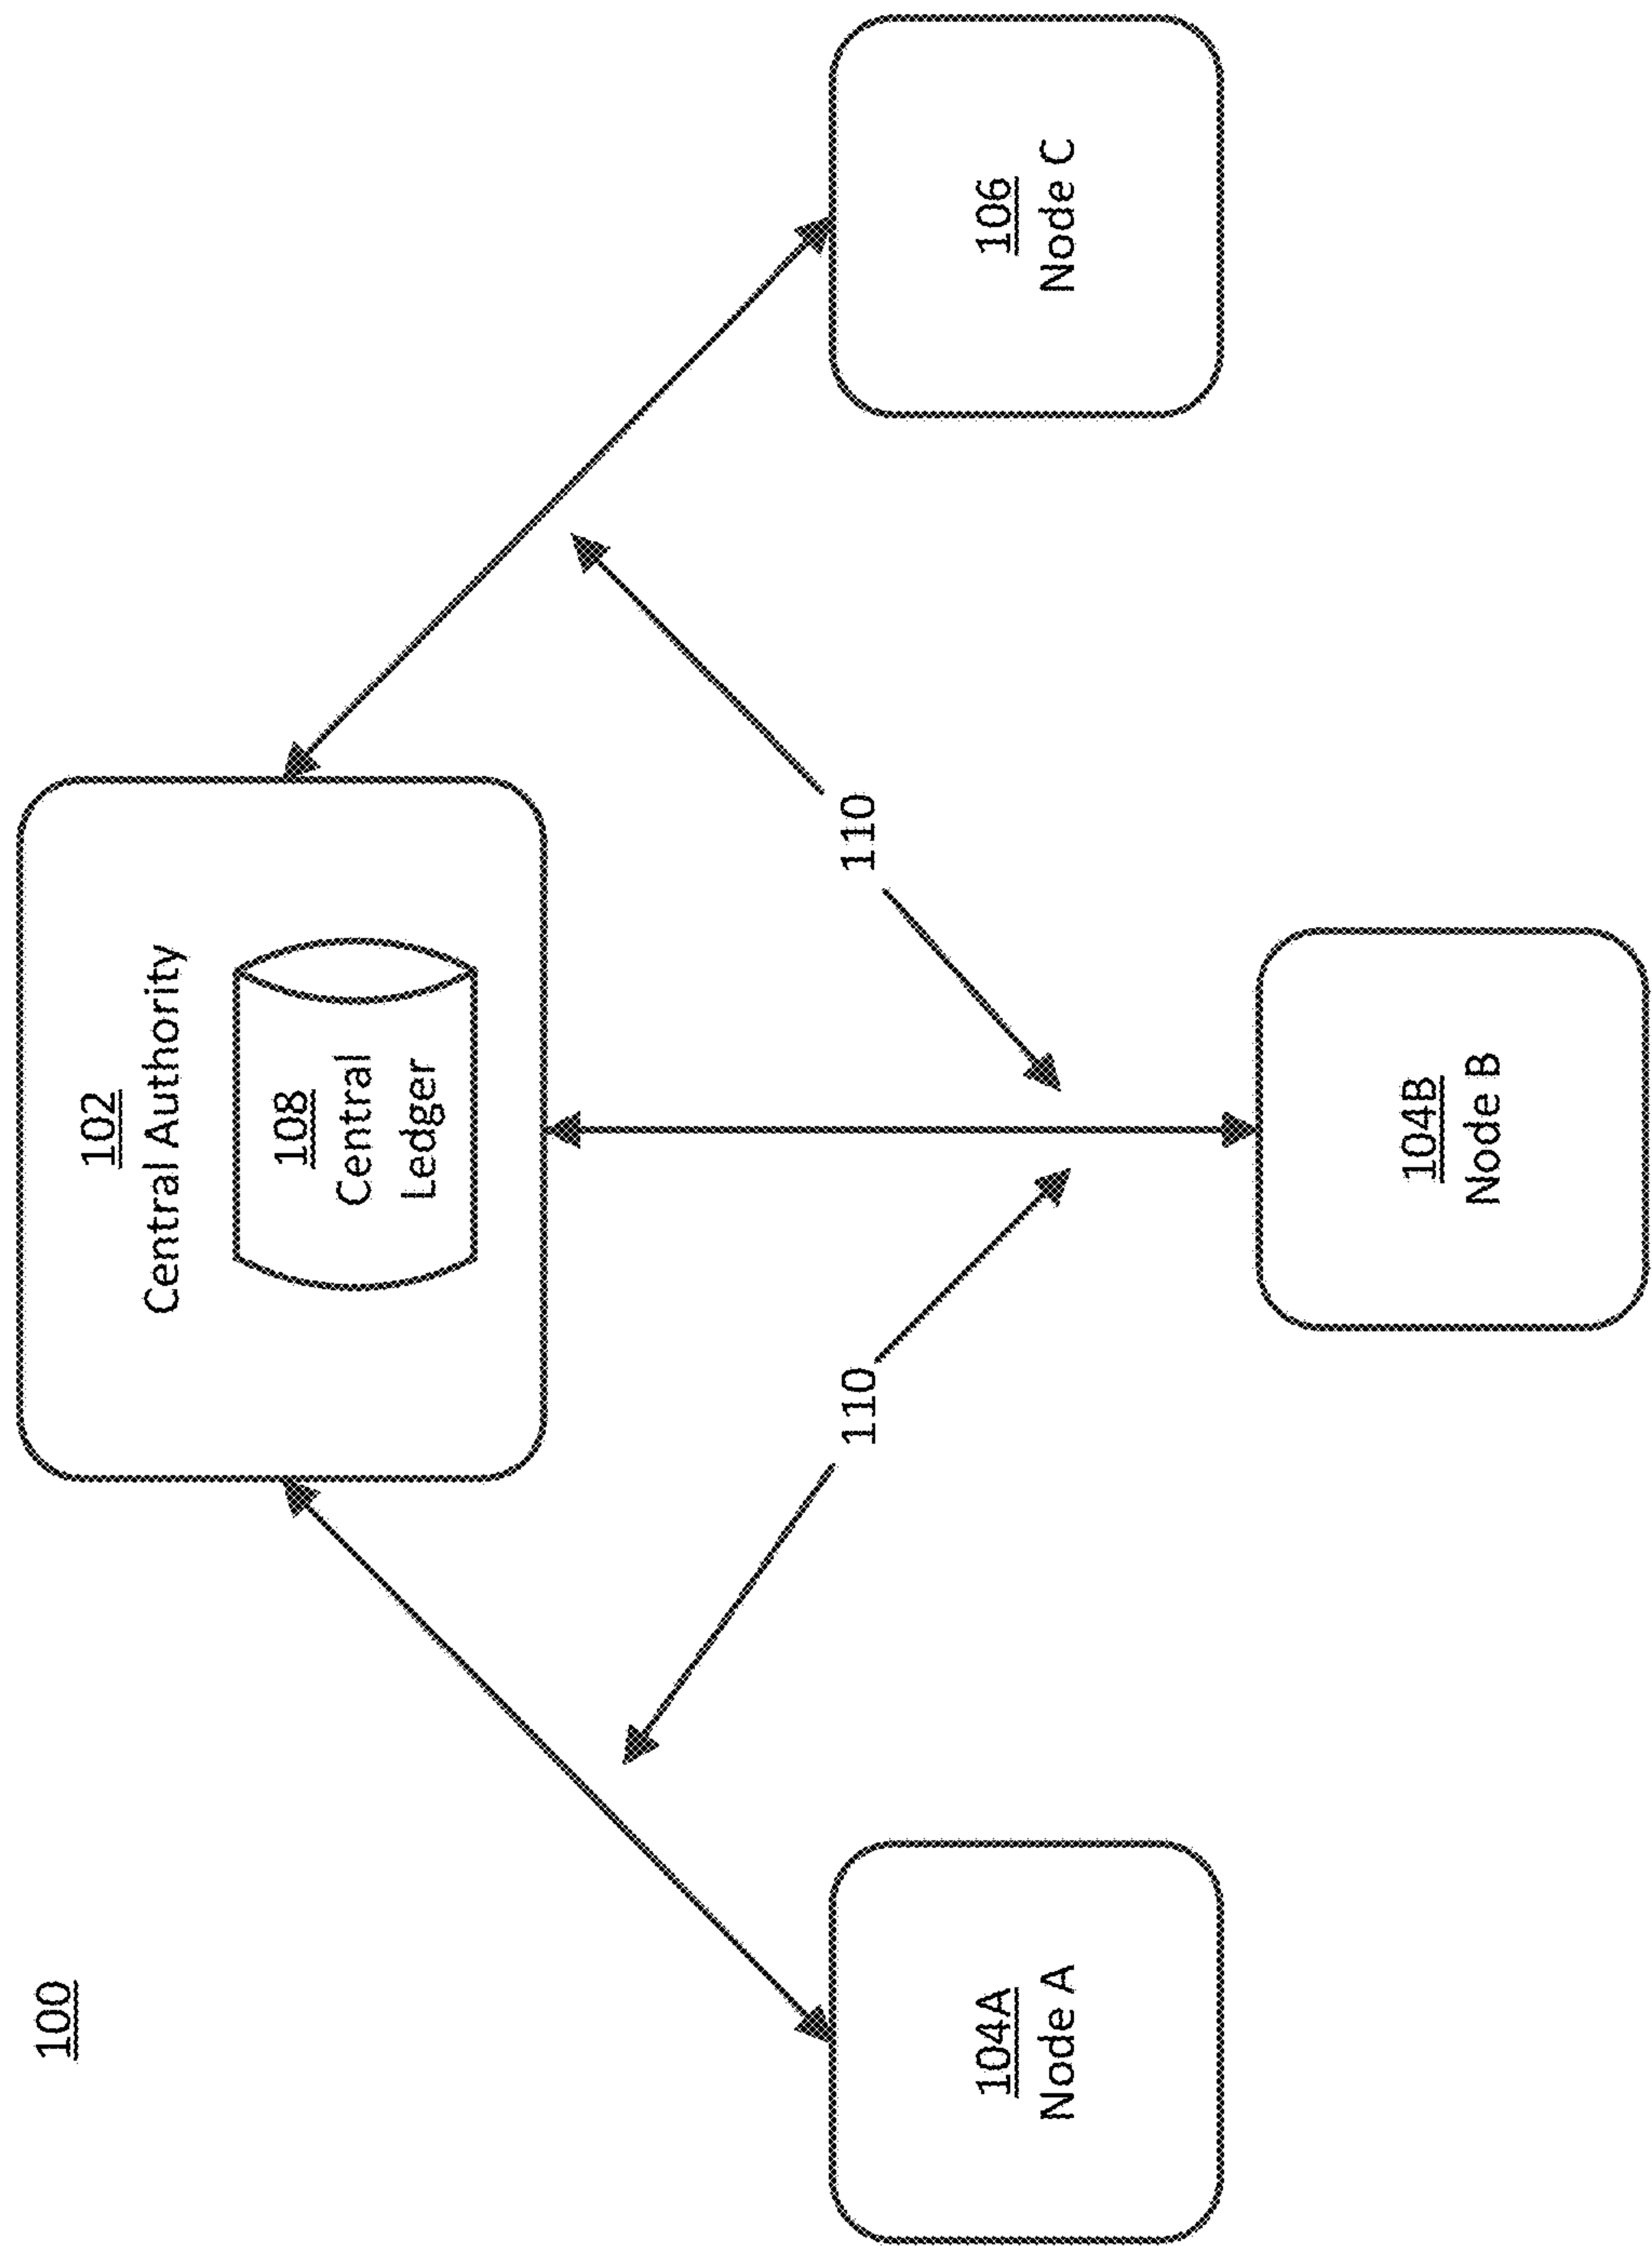 100
102
Central Authority
108
Central
Ledger
110
110
104A
Node A
106
Node C
104B
Node B